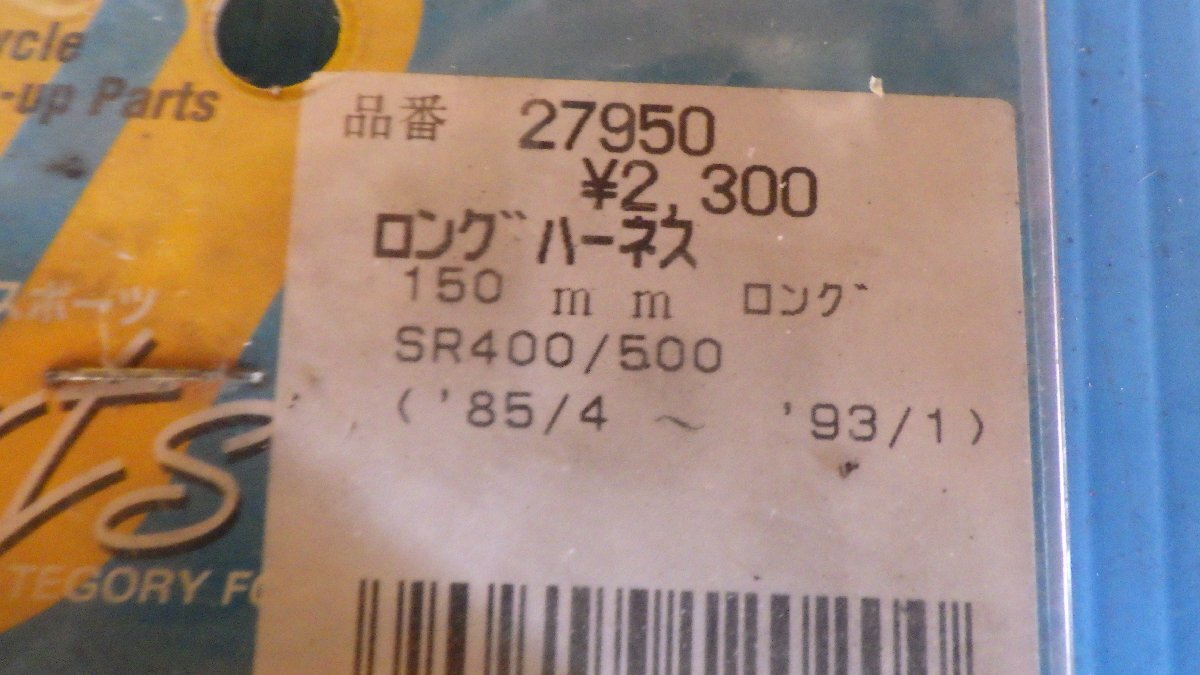 ycle
-up Parts
品番 27950
¥2,300
ロングハーネス
150 mm ロング
SR400/500
('85/4 ～ '93/1)
スポーツ
TEGORY FO